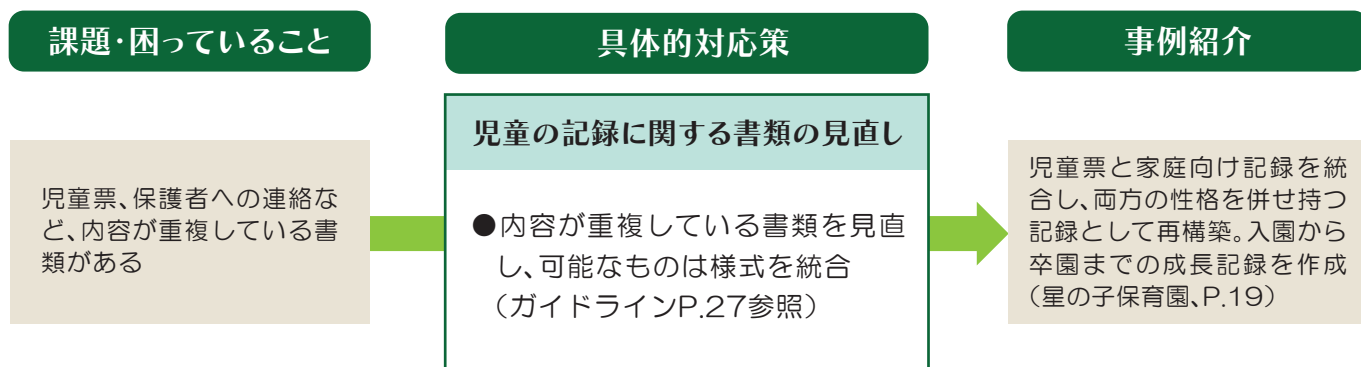 課題・困っていること
児童票、保護者への連絡な
ど、内容が重複している書
類がある
具体的対応策
児童の記録に関する書類の見直し
●内容が重複している書類を見直
し、可能なものは様式を統合
（ガイドラインP.27参照）
事例紹介
児童票と家庭向け記録を統
合し、両方の性格を併せ持つ
記録として再構築。入園から
卒園までの成長記録を作成
（星の子保育園、P.19）